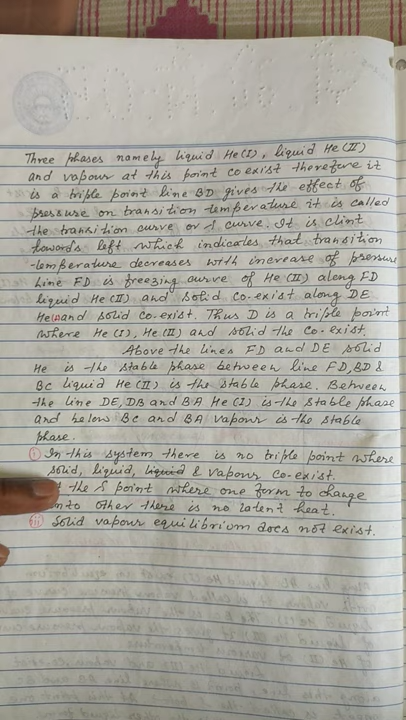 Three phases namely liquid He(I), liquid He(II)
and vapour at this point co exist therefore it
is a triple point line BD gives the effect of
pressure on transition temperature it is called
the transition curve or λ curve. It is clint
towards left which indicates that transition
temperature decreases with increase of pressure
Line FD is freezing curve of He(II) along FD
liquid He(II) and solid co-exist along DE
He(I) and solid co-exist. Thus D is a triple point
where He(I), He(II) and solid the co-exist.
Above the lines FD and DE solid
He is the stable phase between line FD, BD &
BC liquid He(II) is the stable phase. Between
the line DE, DB and BA He(I) is the stable phase
and below BC and BA vapour is the stable
phase.
(i) In this system there is no triple point where
solid, liquid, liquid & vapour co-exist.
the λ point where one form to change
into other there is no latent heat.
(iii) Solid vapour equilibrium does not exist.